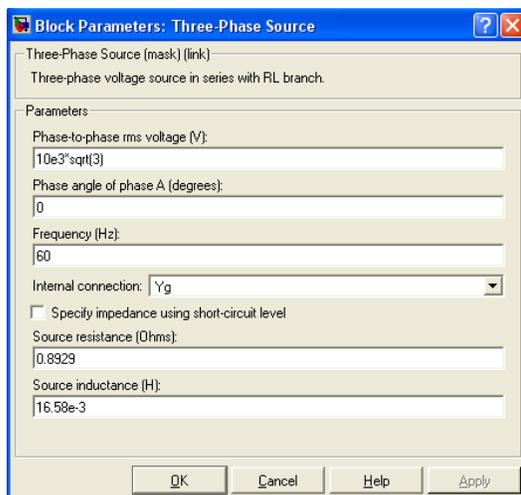 Block Parameters: Three-Phase Source
Three-Phase Source (mask) (link)
Three-phase voltage source in series with RL branch.
Parameters
Phase-to-phase rms voltage (V):
10e3*sqrt(3)
Phase angle of phase A (degrees):
0
Frequency (Hz):
60
Internal connection: Yg
Specify impedance using short-circuit level
Source resistance (Ohms):
0.8929
Source inductance (H):
16.58e-3
OK Cancel Help Apply